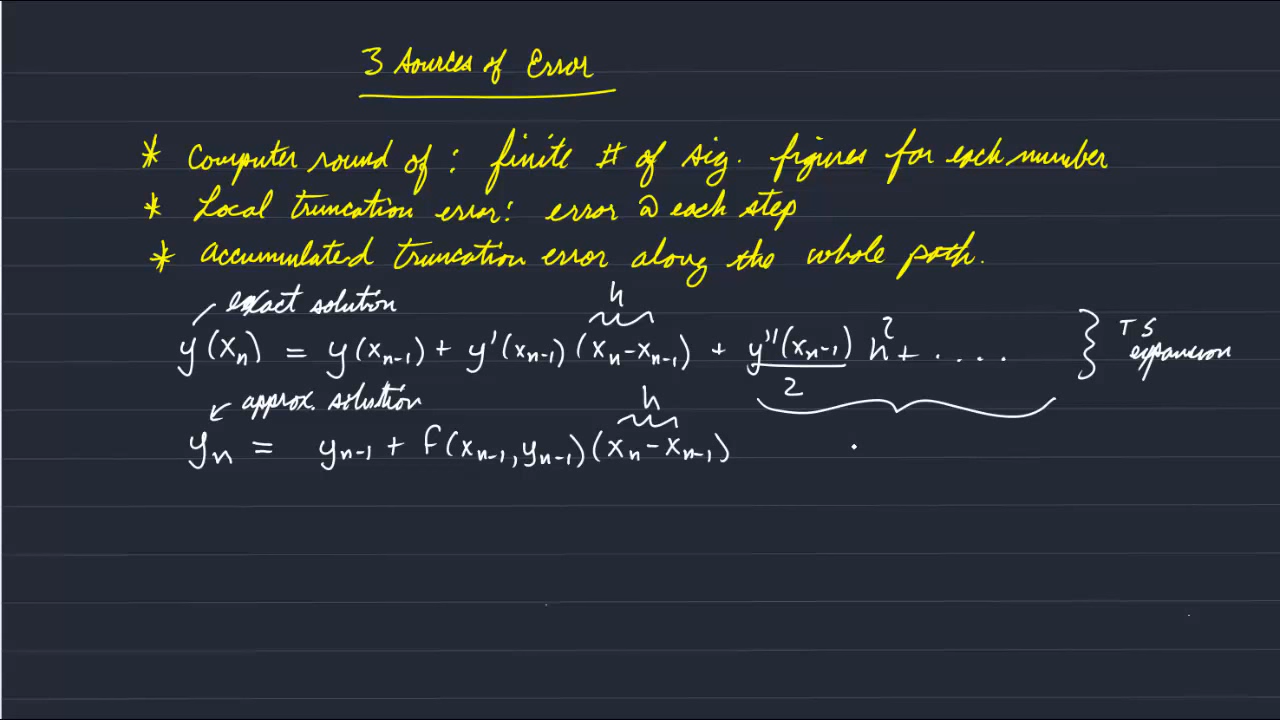 3 Sources of Error
* Computer round of : finite # of sig. figures for each number
* Local truncation error: error @ each step
* Accumulated truncation error along the whole path.
exact solution
h
y(xₙ) = y(xₙ₋₁) + y'(xₙ₋₁)(xₙ-xₙ₋₁) + y''(xₙ₋₁)/2 h² + . . . .
} TS expansion
approx. solution
h
yₙ = yₙ₋₁ + f(xₙ₋₁, yₙ₋₁)(xₙ-xₙ₋₁)